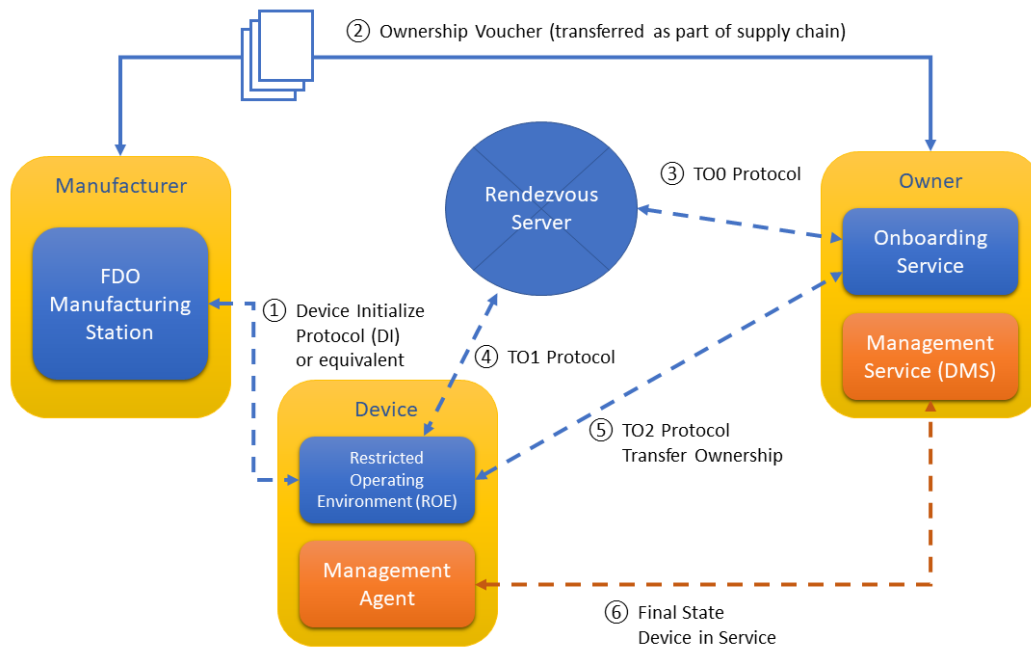 ② Ownership Voucher (transferred as part of supply chain)
Manufacturer
FDO
Manufacturing
Station
Rendezvous
Server
③ TO0 Protocol
Owner
Onboarding
Service
Management
Service (DMS)
① Device Initialize
Protocol (DI)
or equivalent
④ TO1 Protocol
Device
Restricted
Operating
Environment (ROE)
Management
Agent
⑤ TO2 Protocol
Transfer Ownership
⑥ Final State
Device in Service